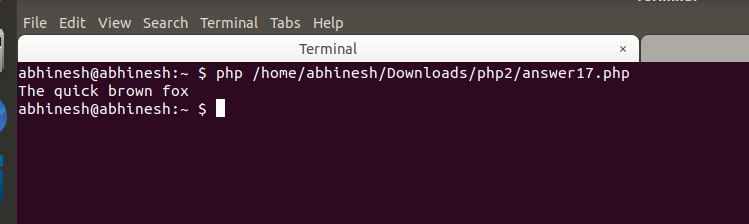 File Edit View Search Terminal Tabs Help
Terminal ×
abhinesh@abhinesh:~ $ php /home/abhinesh/Downloads/php2/answer17.php
The quick brown fox
abhinesh@abhinesh:~ $